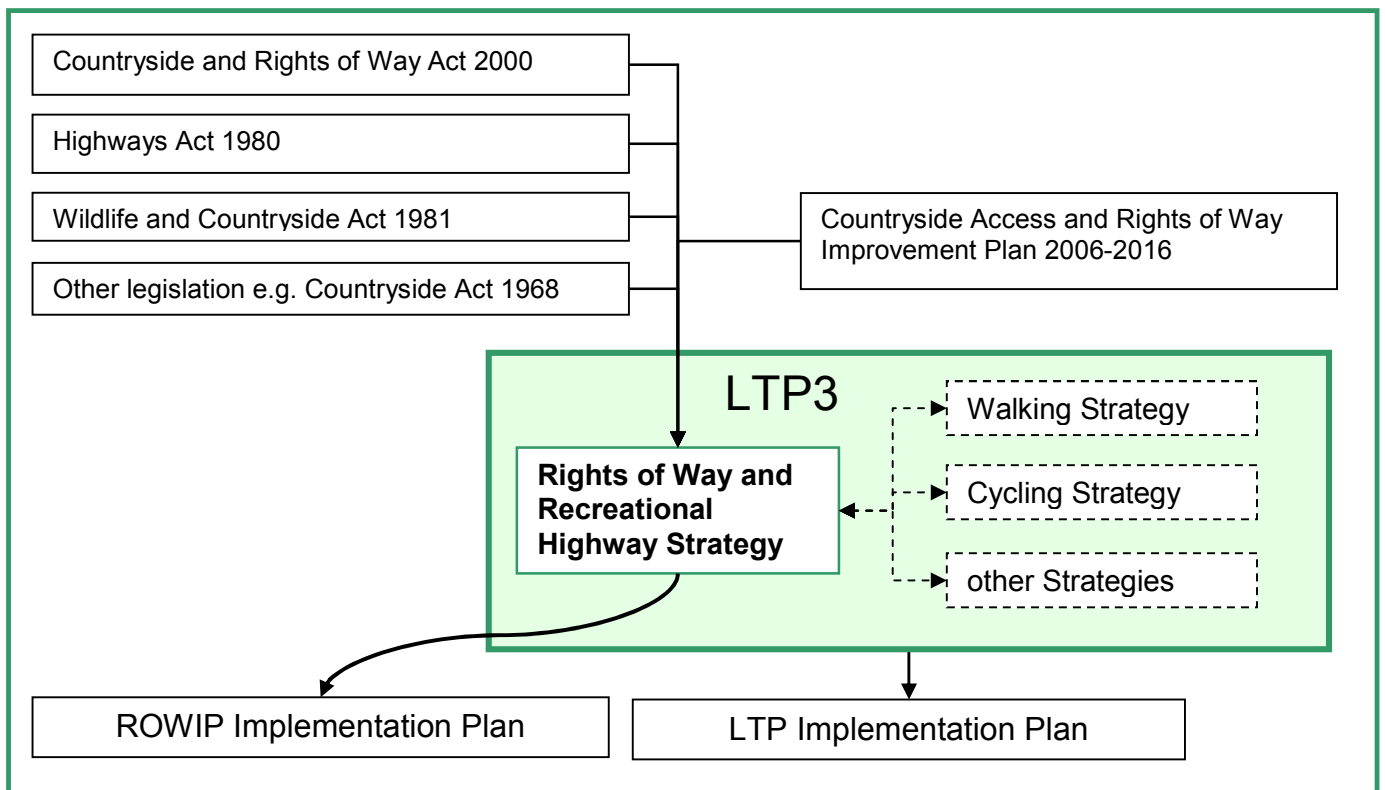 Countryside and Rights of Way Act 2000
Highways Act 1980
Wildlife and Countryside Act 1981
Other legislation e.g. Countryside Act 1968
Countryside Access and Rights of Way
Improvement Plan 2006-2016
LTP3
Rights of Way and
Recreational
Highway Strategy
Walking Strategy
Cycling Strategy
other Strategies
ROWIP Implementation Plan
LTP Implementation Plan